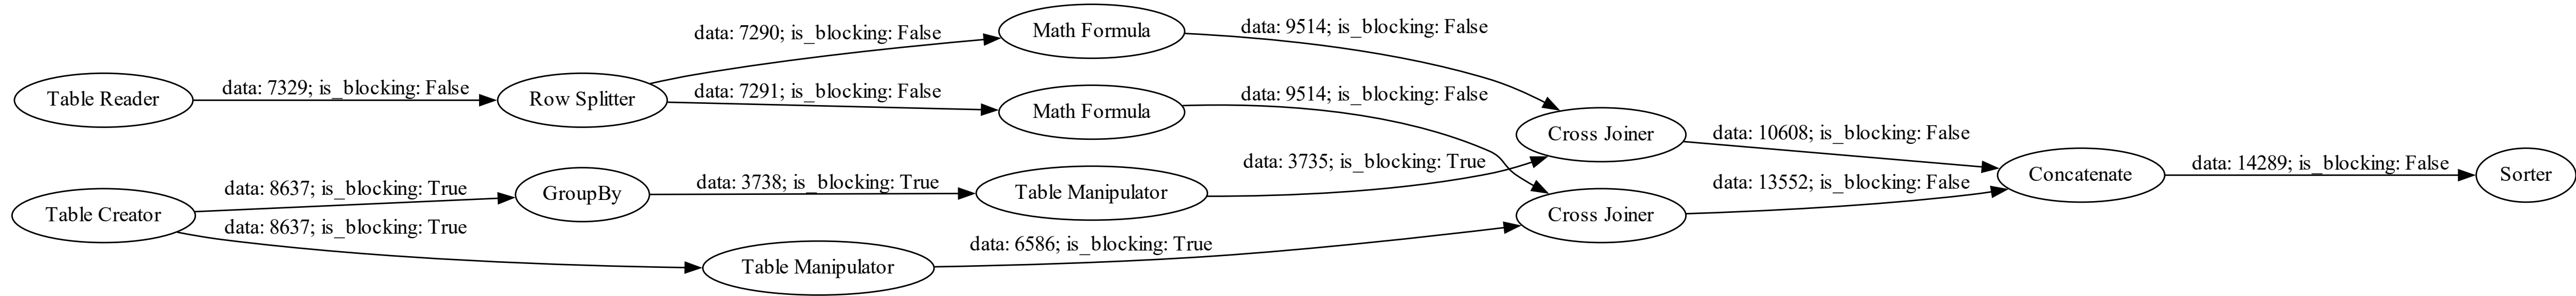 Table Reader
data: 7329; is_blocking: False
Row Splitter
data: 7290; is_blocking: False
data: 7291; is_blocking: False
Math Formula
Math Formula
data: 9514; is_blocking: False
data: 9514; is_blocking: False
Table Creator
data: 8637; is_blocking: True
data: 8637; is_blocking: True
GroupBy
data: 3738; is_blocking: True
Table Manipulator
data: 3735; is_blocking: True
Table Manipulator
data: 6586; is_blocking: True
Cross Joiner
Cross Joiner
data: 10608; is_blocking: False
data: 13552; is_blocking: False
Concatenate
data: 14289; is_blocking: False
Sorter